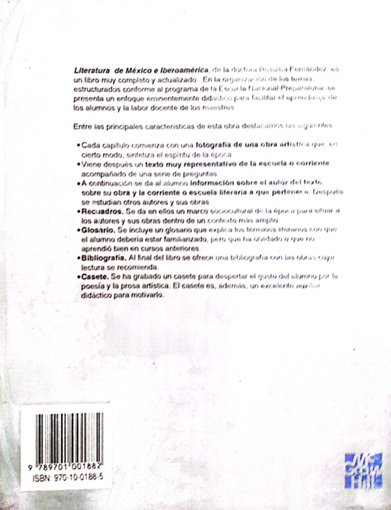 Literatura de México e Iberoamérica, de la doctora Rosalba Fernández, es
un libro muy completo y actualizado. En la organización de los temas,
estructurados conforme al programa de la Escuela Nacional Preparatoria, se
presenta un enfoque eminentemente didáctico para facilitar el aprendizaje de
los alumnos y la labor docente de los maestros.
Entre las principales características de esta obra destacamos las siguientes:
• Cada capítulo comienza con una fotografía de una obra artística que, en
cierto modo, sintetiza el espíritu de la época
• Viene después un texto muy representativo de la escuela o corriente
acompañado de una serie de preguntas
• A continuación se da al alumno información sobre el autor del texto,
sobre su obra y la corriente o escuela literaria a que pertenece. Después
se estudian otros autores y sus obras
• Recuadros. Se da en ellos un marco sociocultural de la época para situar a
los autores y sus obras dentro de un contexto más amplio
• Glosario. Se incluye un glosario que explica los términos literarios con que
el alumno debería estar familiarizado, pero que ha olvidado o que no
aprendió bien en cursos anteriores.
• Bibliografía. Al final del libro se ofrece una bibliografía con las obras cuya
lectura se recomienda.
• Casete. Se ha grabado un casete para despertar el gusto del alumno por la
poesía y la prosa artística. El casete es, además, un excelente auxiliar
didáctico para motivarlo.
9 789701 001882
ISBN 970-10-0188-5
Mc
Graw
Hill